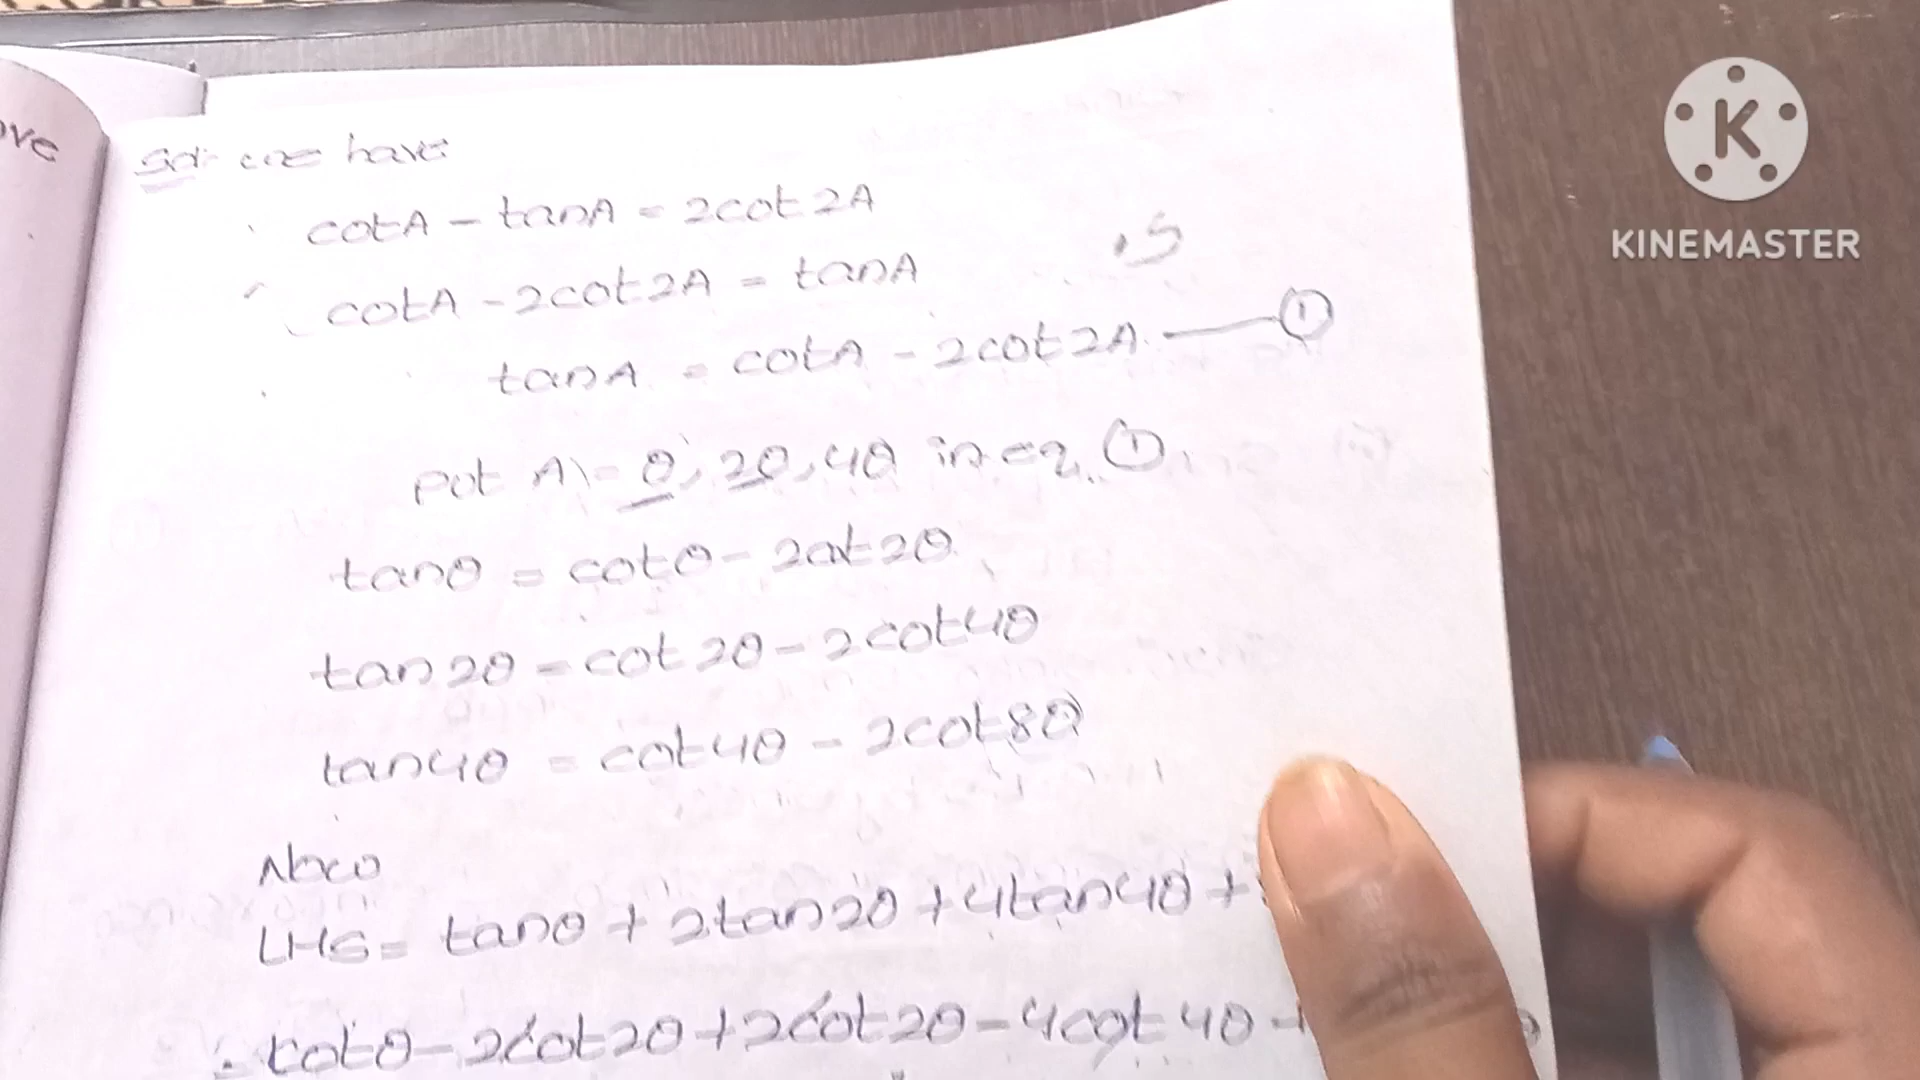 ove
Sol:- we have
cotA - tanA = 2cot2A
cotA - 2cot2A = tanA
tanA = cotA - 2cot2A ①
put A = θ, 2θ, 4θ in eq ①
tanθ = cotθ - 2cot2θ
tan2θ = cot2θ - 2cot4θ
tan4θ = cot4θ - 2cot8θ
Now
LHS = tanθ + 2tan2θ + 4tan4θ +
= cotθ - 2cot2θ + 2cot2θ - 4cot4θ +
K
KINEMASTER